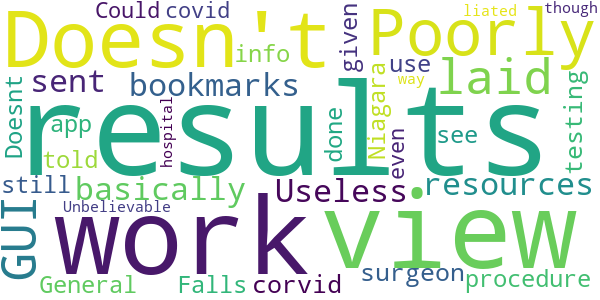 Could covid
Doesn't
info
given
Poorly
liated
though
sent
bookmarks
use
laid
way
results
Doesnt
app
told
hospital
done
Niagara
even
see
testing
still
basically
Useless
resources
Unbelievable
GUI
work
view
General
Falls
corvid
surgeon
procedure